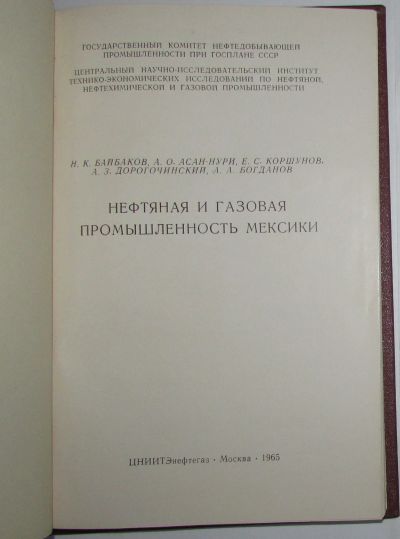 ГОСУДАРСТВЕННЫЙ КОМИТЕТ НЕФТЕДОБЫВАЮЩЕЙ
ПРОМЫШЛЕННОСТИ ПРИ ГОСПЛАНЕ СССР
ЦЕНТРАЛЬНЫЙ НАУЧНО-ИССЛЕДОВАТЕЛЬСКИЙ ИНСТИТУТ
ТЕХНИКО-ЭКОНОМИЧЕСКИХ ИССЛЕДОВАНИЙ ПО НЕФТЯНОЙ,
НЕФТЕХИМИЧЕСКОЙ И ГАЗОВОЙ ПРОМЫШЛЕННОСТИ
Н. К. БАЙБАКОВ, А. О. АСАН-НУРИ, Е. С. КОРШУНОВ,
А. З. ДОРОГОЧИНСКИЙ, А. А. БОГДАНОВ
НЕФТЯНАЯ И ГАЗОВАЯ
ПРОМЫШЛЕННОСТЬ МЕКСИКИ
ЦНИИТЭнефтегаз · Москва · 1965